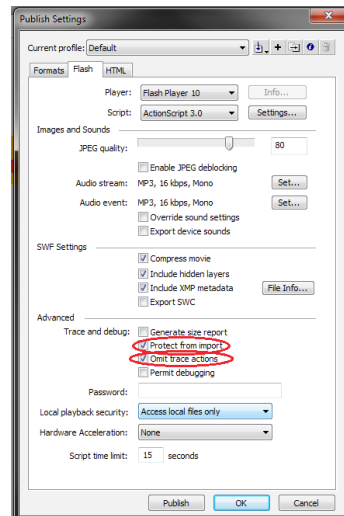 Publish Settings
Current profile: Default
Formats Flash HTML
Player: Flash Player 10 Info...
Script: ActionScript 3.0 Settings...
Images and Sounds
JPEG quality: 80
Enable JPEG deblocking
Audio stream: MP3, 16 kbps, Mono Set...
Audio event: MP3, 16 kbps, Mono Set...
Override sound settings
Export device sounds
SWF Settings
Compress movie
Include hidden layers
Include XMP metadata File Info...
Export SWC
Advanced
Trace and debug: Generate size report
Protect from import
Omit trace actions
Permit debugging
Password:
Local playback security: Access local files only
Hardware Acceleration: None
Script time limit: 15 seconds
Publish OK Cancel